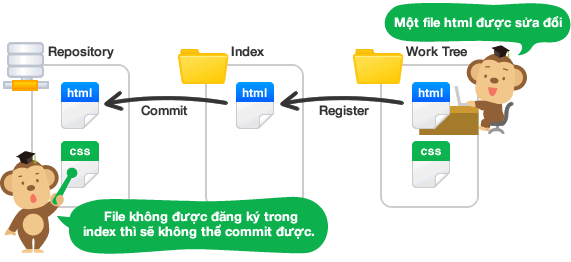 Một file html được sửa đổi
Repository
Index
Work Tree
html
html
html
Commit
Register
css
css
File không được đăng ký trong
index thì sẽ không thể commit được.